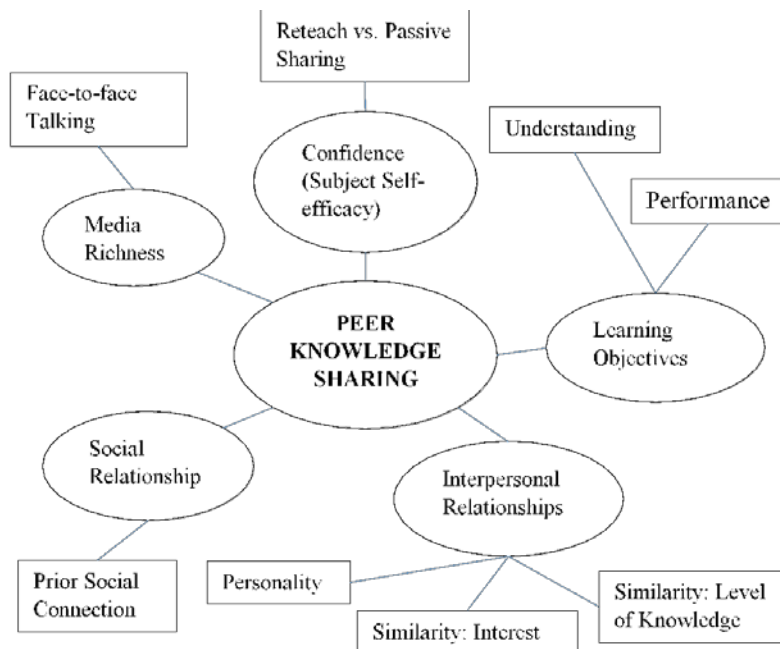 Reteach vs. Passive
Sharing
Face-to-face
Talking
Understanding
Confidence
(Subject Self-
efficacy)
Performance
Media
Richness
PEER
KNOWLEDGE
SHARING
Learning
Objectives
Social
Relationship
Interpersonal
Relationships
Prior Social
Connection
Personality
Similarity: Level
of Knowledge
Similarity: Interest